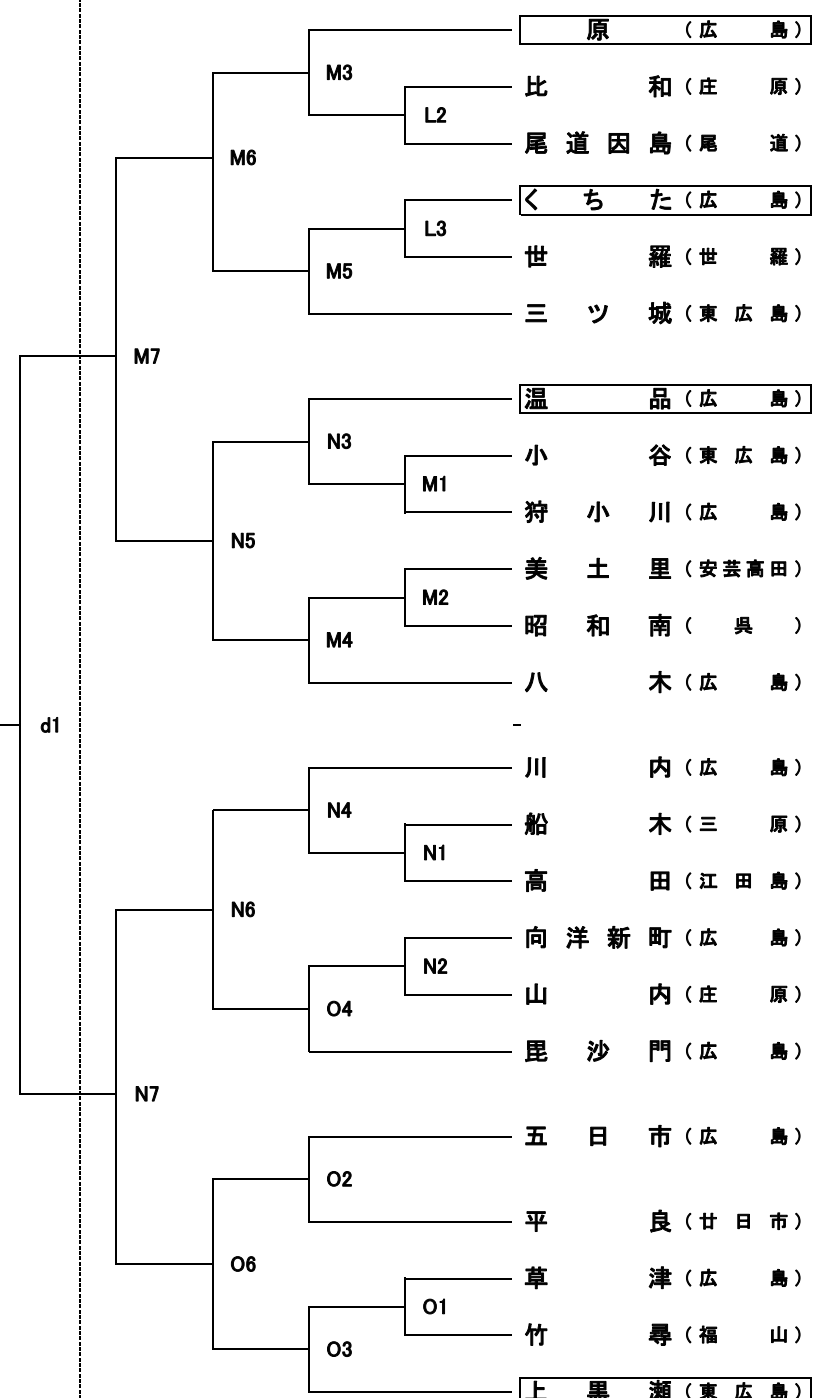 原 (広島)
M3
比和 (庄原)
L2
尾道因島 (尾道)
M6
くちた (広島)
L3
世羅 (世羅)
M5
三ツ城 (東広島)
M7
温品 (広島)
N3
小谷 (東広島)
M1
狩小川 (広島)
N5
美土里 (安芸高田)
M2
昭和南 (呉)
M4
八木 (広島)
d1
川内 (広島)
N4
船木 (三原)
N1
高田 (江田島)
N6
向洋新町 (広島)
N2
山内 (庄原)
O4
毘沙門 (広島)
N7
五日市 (広島)
O2
平良 (廿日市)
O6
草津 (広島)
O1
竹尋 (福山)
O3
上黒瀬 (東広島)